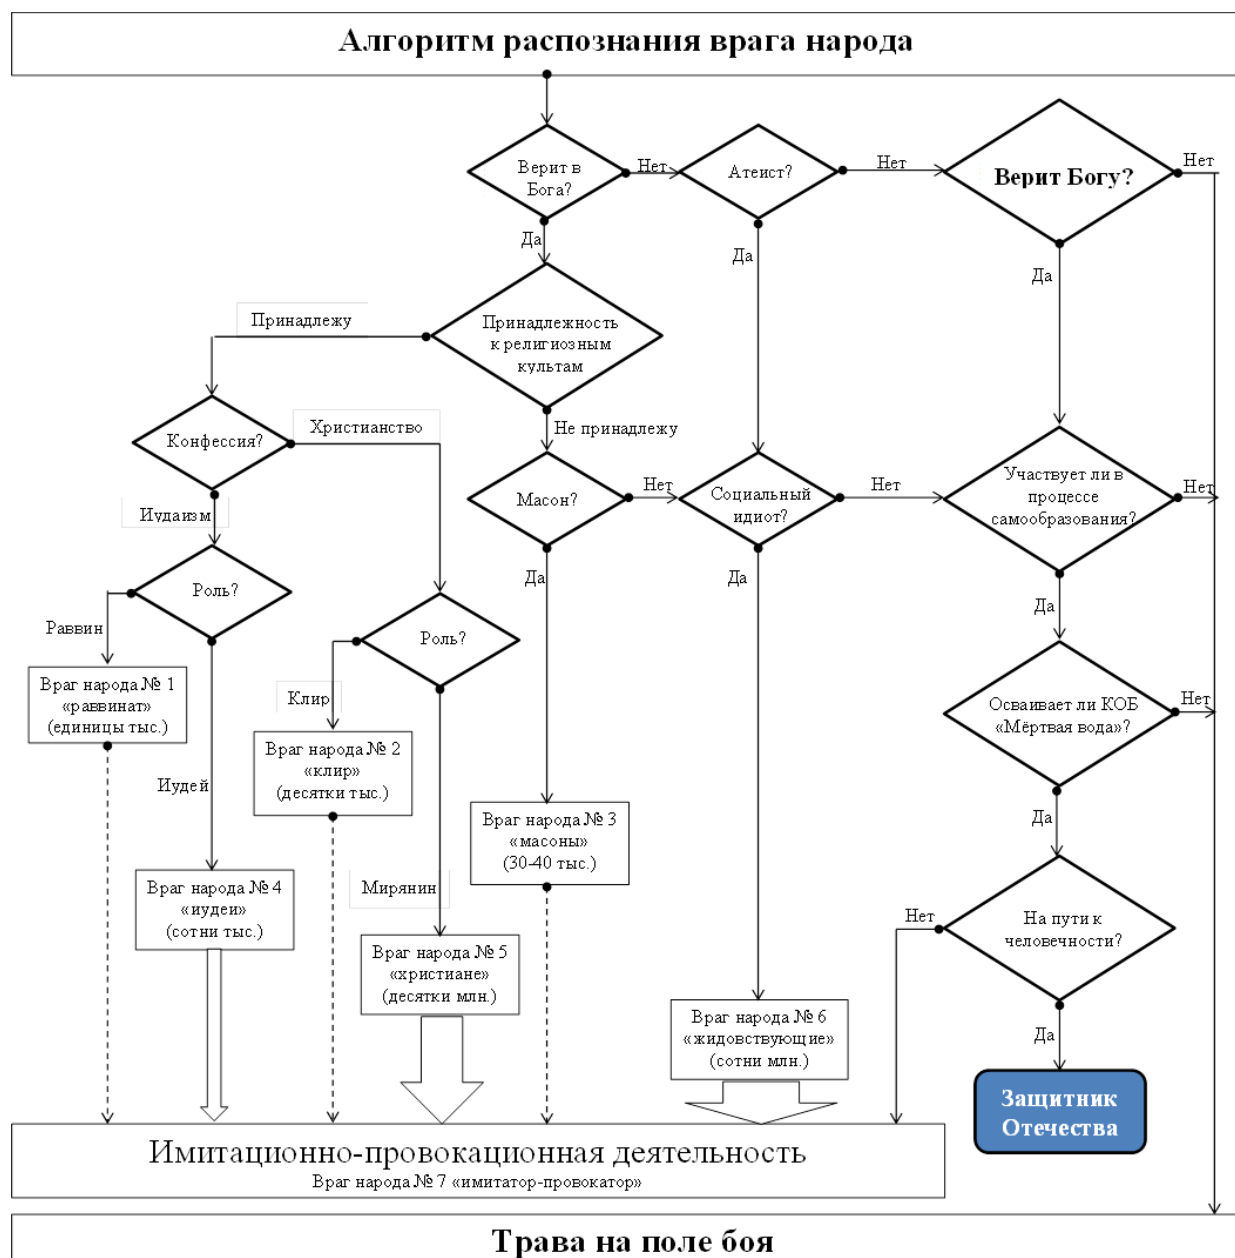 Алгоритм распознания врага народа
Верит в
Бога?
Нет
Атеист?
Нет
Верит Богу?
Нет
Да
Да
Да
Принадлежу
Принадлежность
к религиозным
культам
Конфессия?
Христианство
Не принадлежу
Иудаизм
Масон?
Нет
Социальный
идиот?
Нет
Участвует ли в
процессе
самообразования?
Нет
Роль?
Да
Да
Да
Раввин
Роль?
Враг народа № 1
«раввинат»
(единицы тыс.)
Клир
Осваивает ли КОБ
«Мёртвая вода»?
Нет
Враг народа № 2
«клир»
(десятки тыс.)
Иудей
Враг народа № 3
«масоны»
(30-40 тыс.)
Да
Враг народа № 4
«иудеи»
(сотни тыс.)
Мирянин
Нет
На пути к
человечности?
Враг народа № 5
«христиане»
(десятки млн.)
Враг народа № 6
«жидовствующие»
(сотни млн.)
Да
Защитник
Отечества
Имитационно-провокационная деятельность
Враг народа № 7 «имитатор-провокатор»
Трава на поле боя